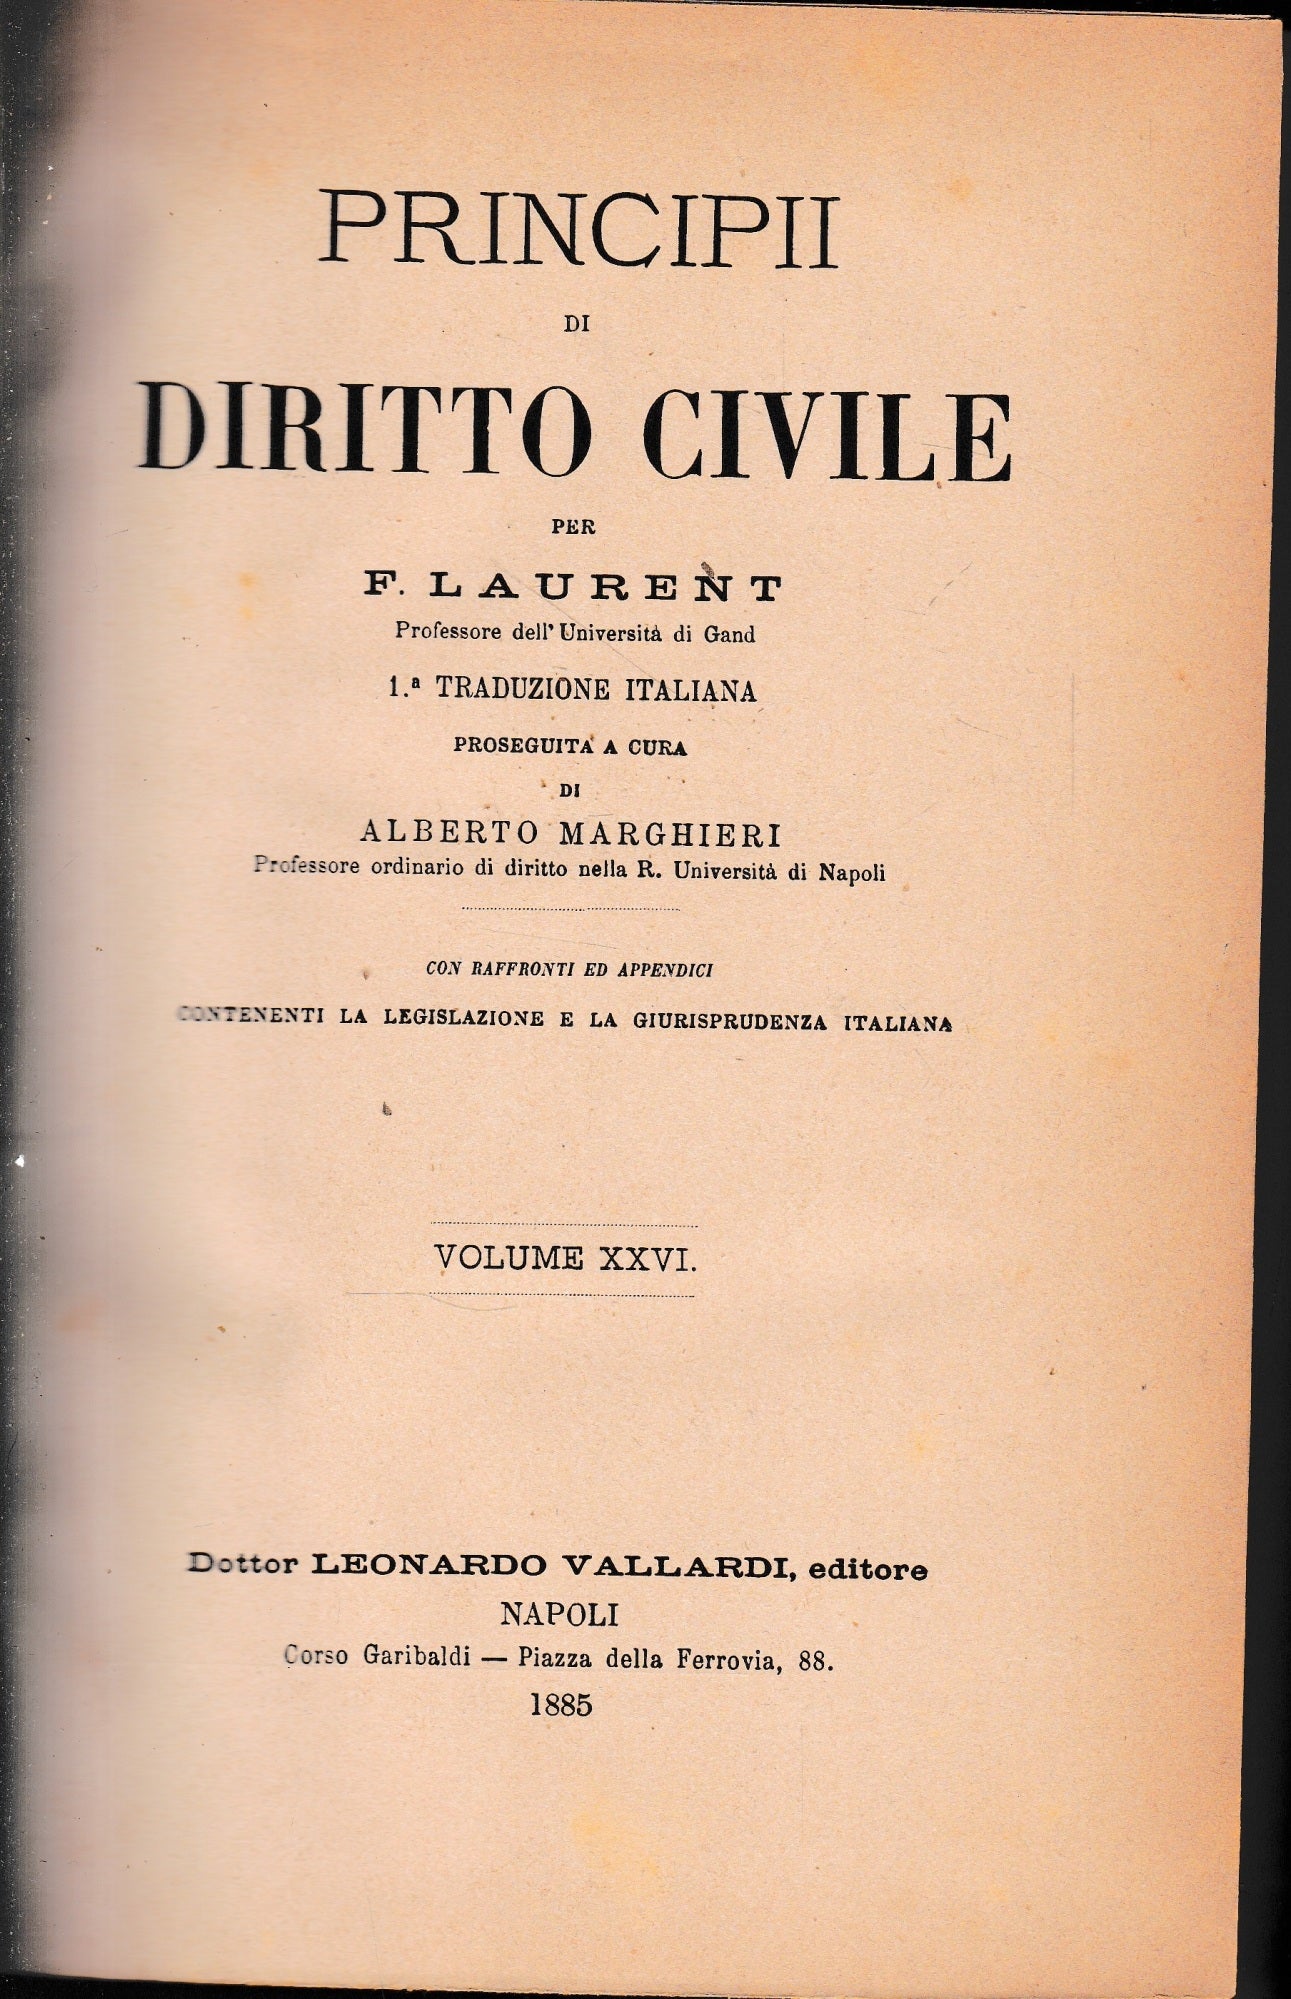 PRINCIPII
DI
DIRITTO CIVILE
PER
F. LAURENT
Professore dell' Università di Gand
1.ª TRADUZIONE ITALIANA
PROSEGUITA A CURA
DI
ALBERTO MARGHIERI
Professore ordinario di diritto nella R. Università di Napoli
CON RAFFRONTI ED APPENDICI
CONTENENTI LA LEGISLAZIONE E LA GIURISPRUDENZA ITALIANA
VOLUME XXVI.
Dottor LEONARDO VALLARDI, editore
NAPOLI
Corso Garibaldi — Piazza della Ferrovia, 88.
1885